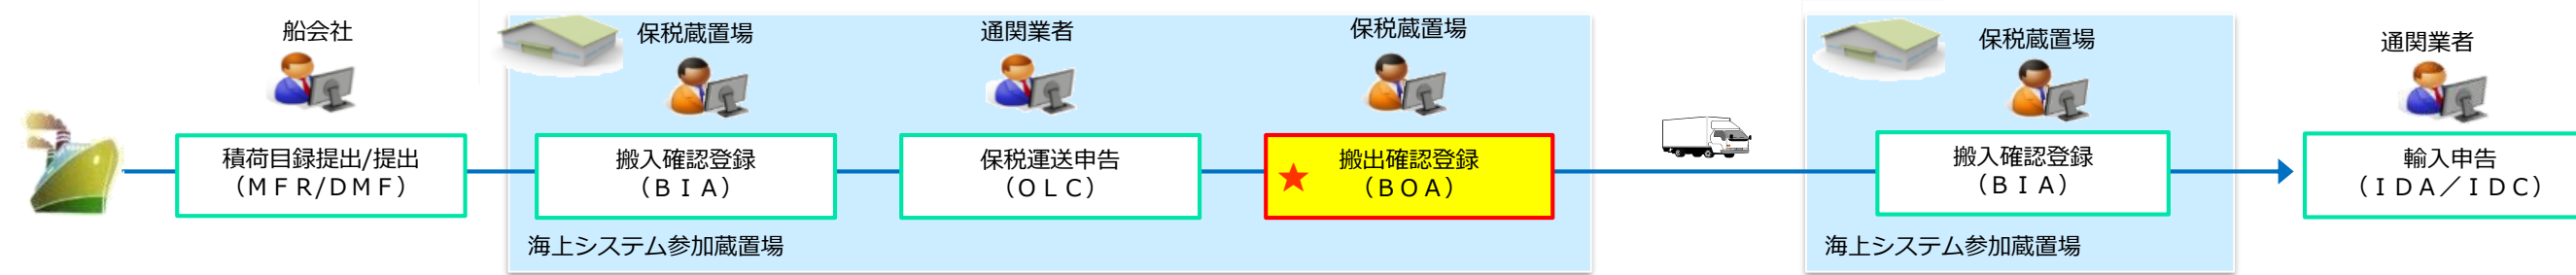 船会社
積荷目録提出/提出
（ＭＦＲ/ＤＭＦ）
保税蔵置場
搬入確認登録
（ＢＩＡ）
通関業者
保税運送申告
（ＯＬＣ）
保税蔵置場
搬出確認登録
（ＢＯＡ）
海上システム参加蔵置場
保税蔵置場
搬入確認登録
（ＢＩＡ）
海上システム参加蔵置場
通関業者
輸入申告
（ＩＤＡ／ＩＤＣ）